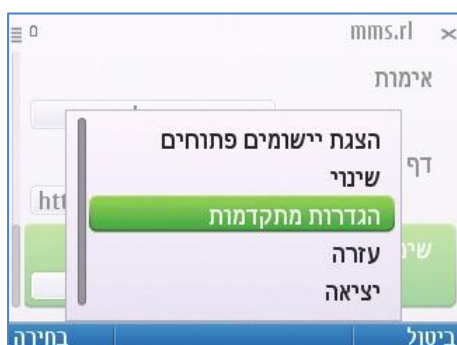 mms.rl
אימות
הצגת יישומים פתוחים
דף
שינוי
htt
הגדרות מתקדמות
עזרה
יציאה
ביטול
בחירה